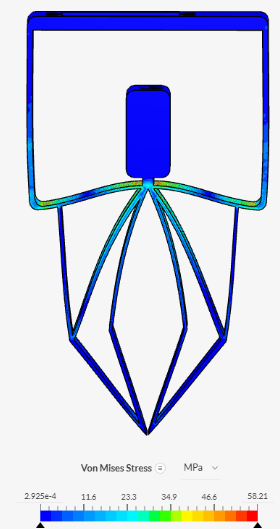 Von Mises Stress MPa
2.925e-4 11.6 23.3 34.9 46.6 58.21